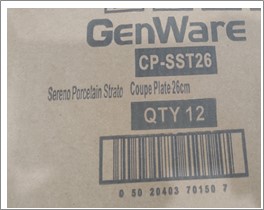 GenWare
CP-SST26
Sereno Porcelain Strato Coupe Plate 26cm
QTY 12
0 50 20403 70150 7